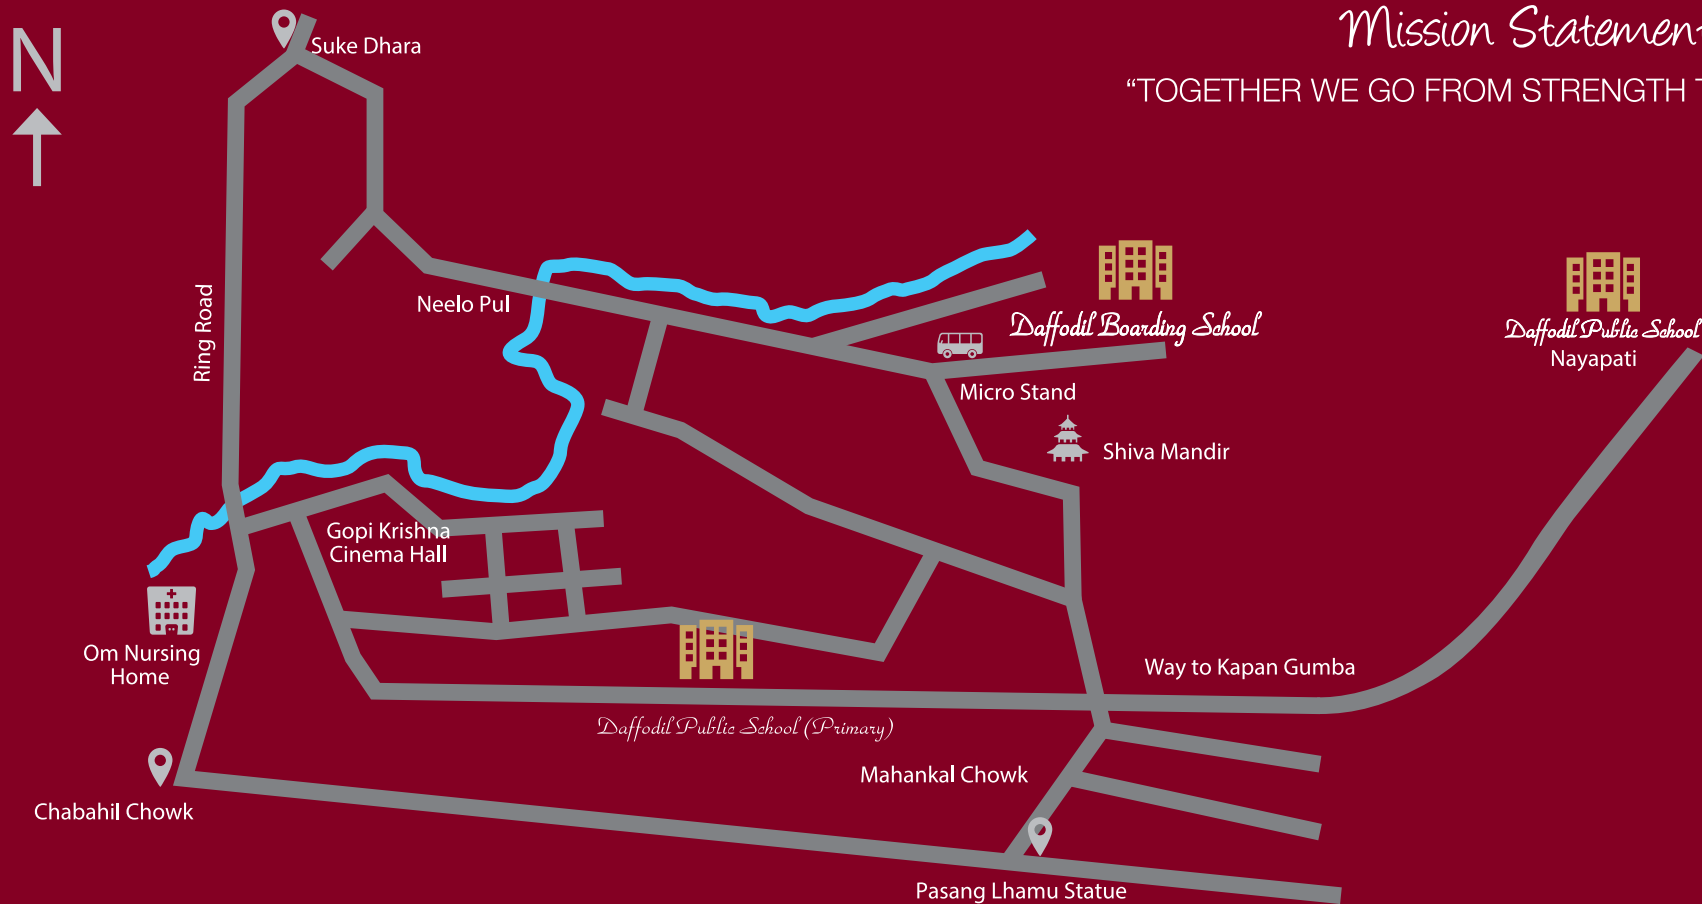 Mission Statement
“TOGETHER WE GO FROM STRENGTH
N
Suke Dhara
Ring Road
Neelo Pul
Daffodil Boarding School
Daffodil Public School
Nayapati
Micro Stand
Shiva Mandir
Gopi Krishna
Cinema Hall
Om Nursing
Home
Way to Kapan Gumba
Daffodil Public School (Primary)
Mahankal Chowk
Chabahil Chowk
Pasang Lhamu Statue